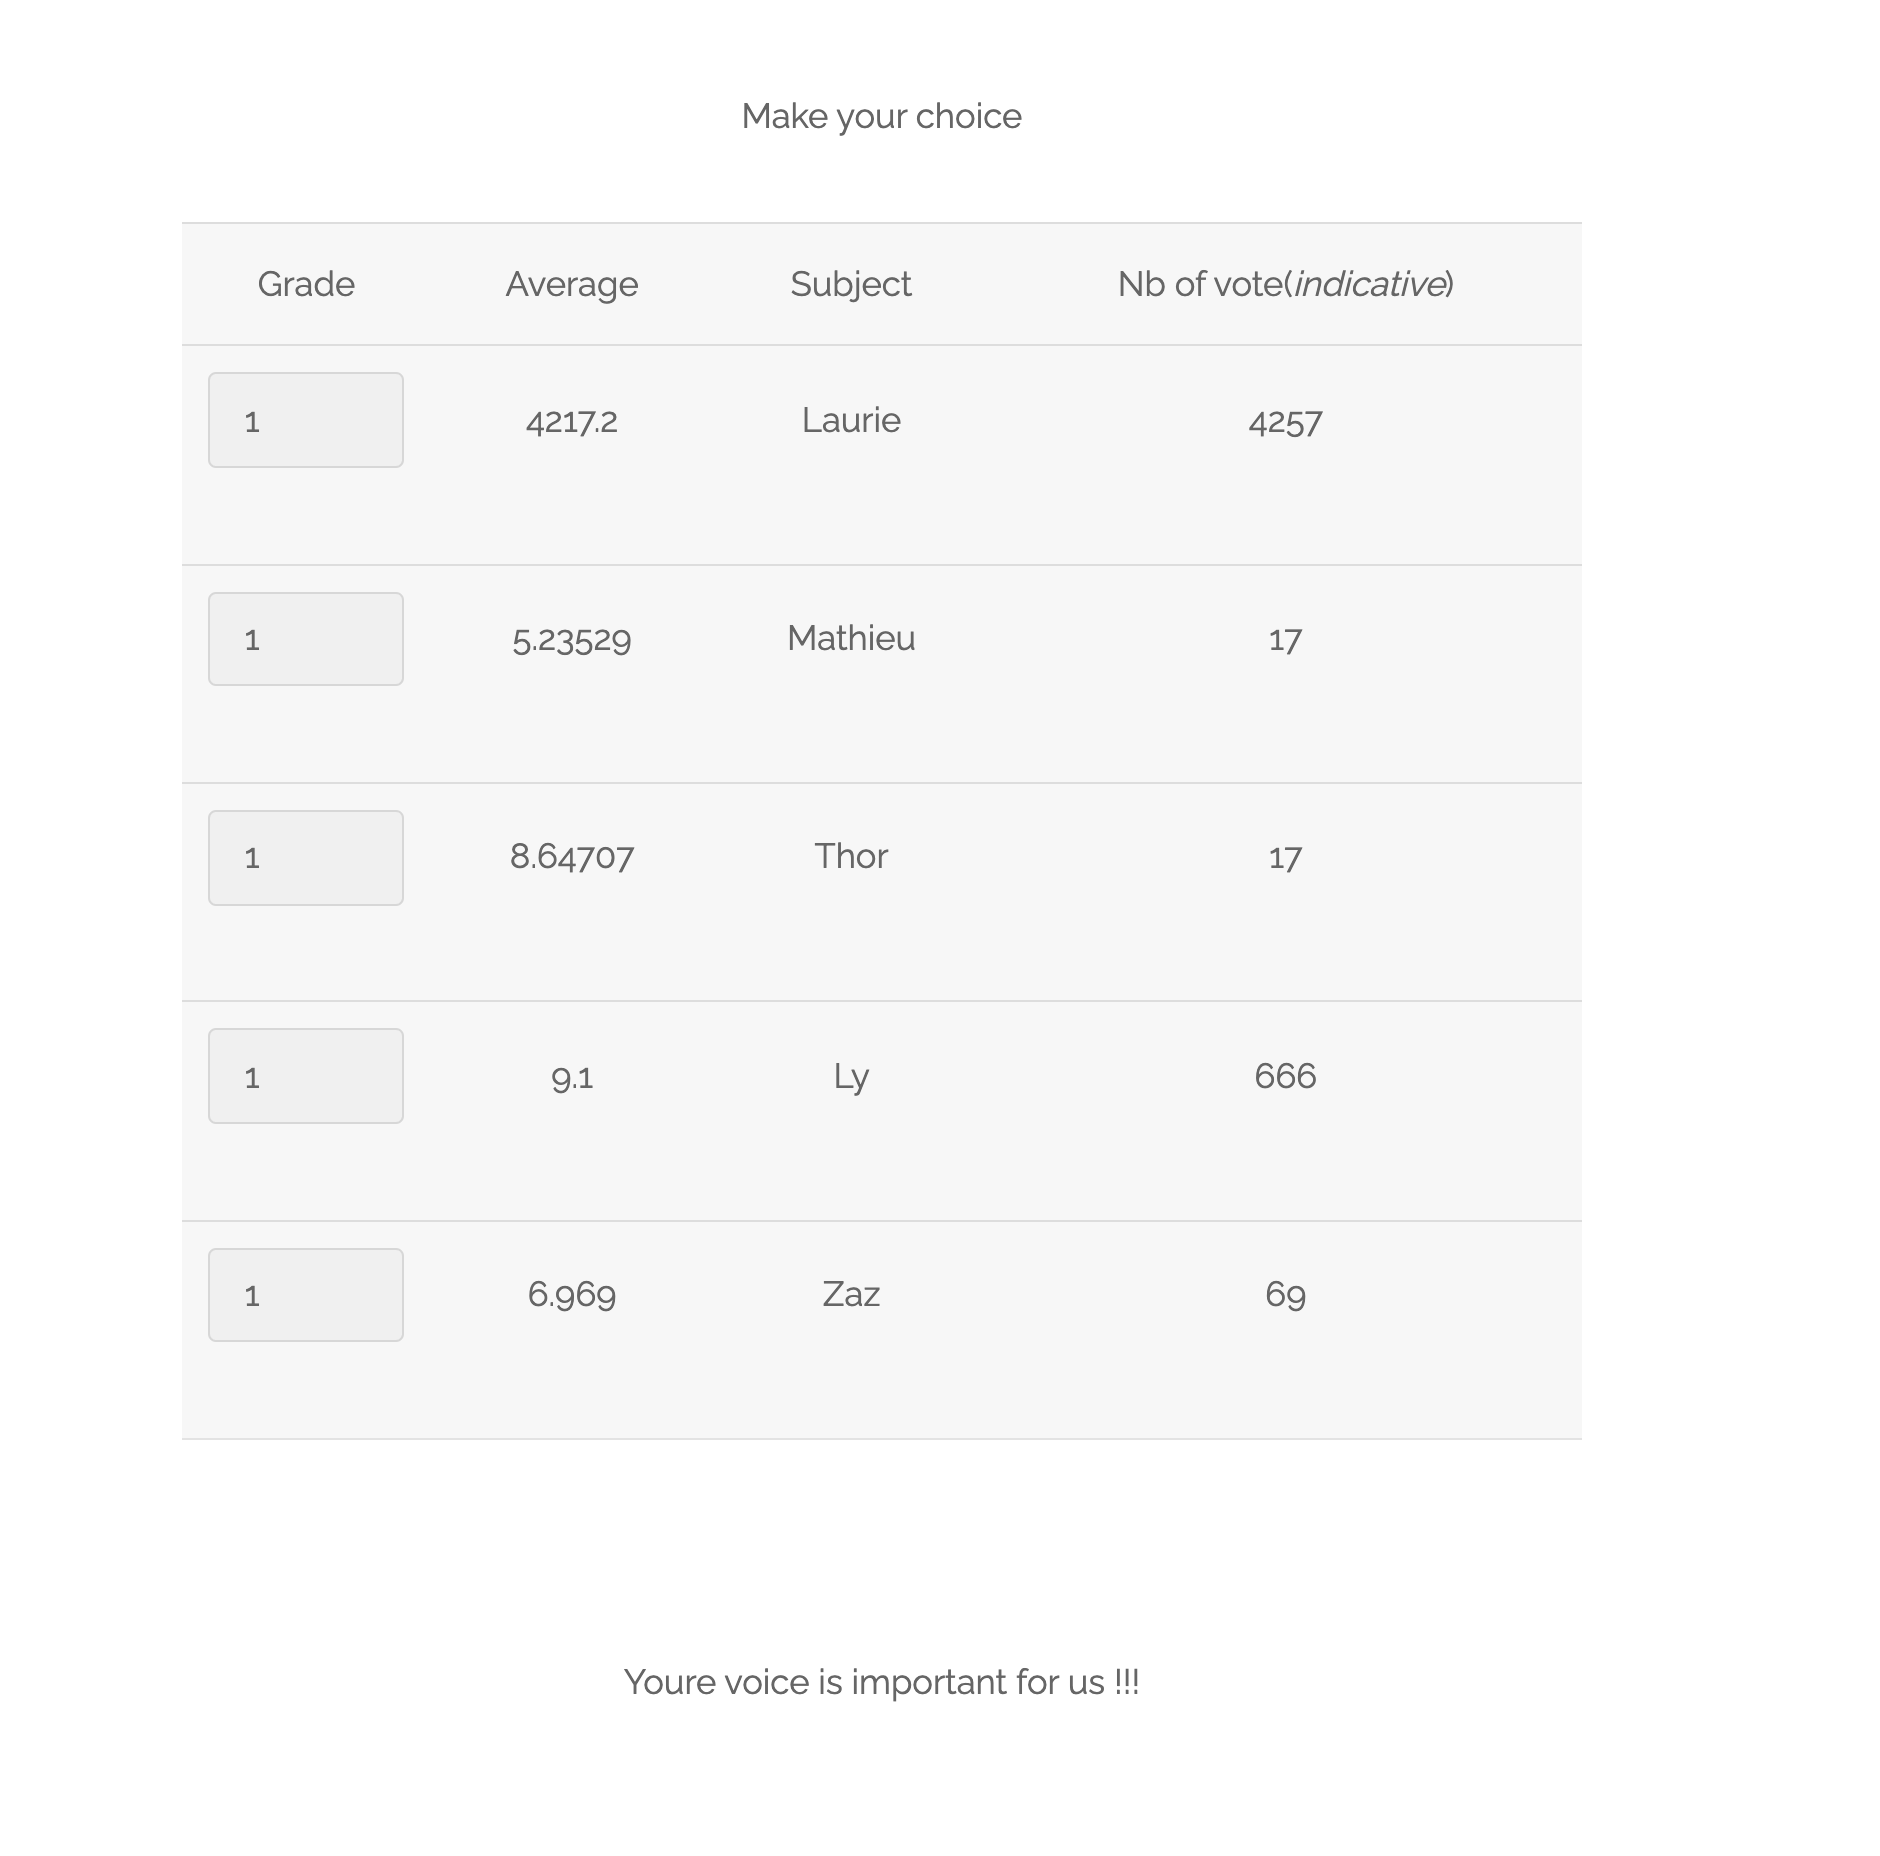 Make your choice
Grade Average Subject Nb of vote(indicative)
1 4217.2 Laurie 4257
1 5.23529 Mathieu 17
1 8.64707 Thor 17
1 9.1 Ly 666
1 6.969 Zaz 69
Youre voice is important for us !!!